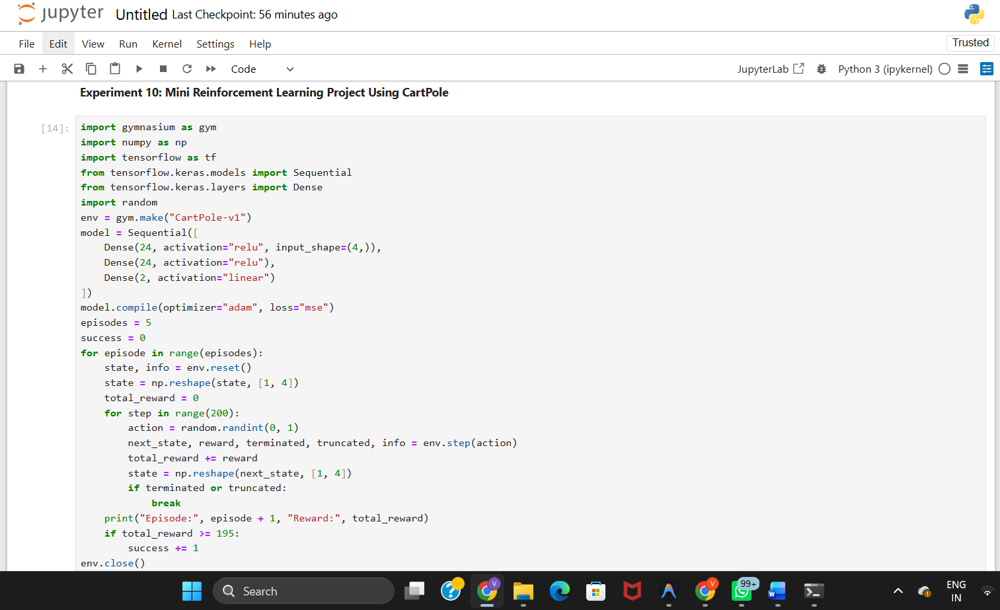 jupyter Untitled Last Checkpoint: 56 minutes ago
File Edit View Run Kernel Settings Help
Trusted
Code
JupyterLab
Python 3 (ipykernel)
Experiment 10: Mini Reinforcement Learning Project Using CartPole
[14]:
import gymnasium as gym
import numpy as np
import tensorflow as tf
from tensorflow.keras.models import Sequential
from tensorflow.keras.layers import Dense
import random
env = gym.make("CartPole-v1")
model = Sequential([
    Dense(24, activation="relu", input_shape=(4,)),
    Dense(24, activation="relu"),
    Dense(2, activation="linear")
])
model.compile(optimizer="adam", loss="mse")
episodes = 5
success = 0
for episode in range(episodes):
    state, info = env.reset()
    state = np.reshape(state, [1, 4])
    total_reward = 0
    for step in range(200):
        action = random.randint(0, 1)
        next_state, reward, terminated, truncated, info = env.step(action)
        total_reward += reward
        state = np.reshape(next_state, [1, 4])
        if terminated or truncated:
            break
    print("Episode:", episode + 1, "Reward:", total_reward)
    if total_reward >= 195:
        success += 1
env.close()
Search
V
V
99+
W
ENG
IN